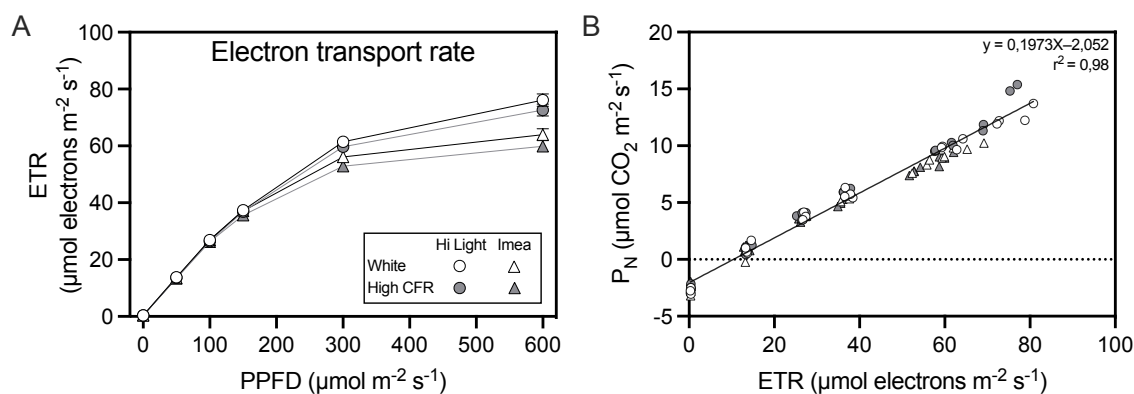 A
Electron transport rate
100
80
60
40
20
0
ETR
(µmol electrons m-2 s-1)
Hi Light Imea
White
High CFR
0 100 200 300 400 500 600
PPFD (µmol m-2 s-1)
B
y = 0,1973X–2,052
r2 = 0,98
20
15
10
5
0
-5
PN (µmol CO2 m-2 s-1)
0 20 40 60 80 100
ETR (µmol electrons m-2 s-1)